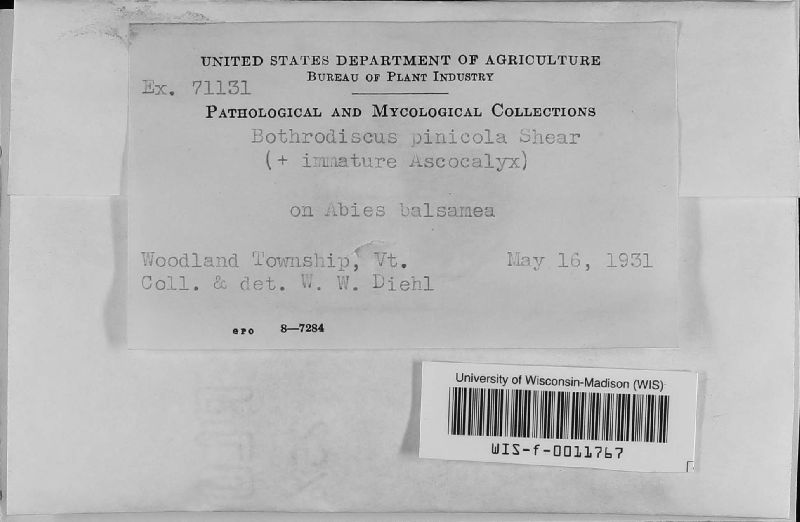 UNITED STATES DEPARTMENT OF AGRICULTURE
BUREAU OF PLANT INDUSTRY
Ex. 71131
PATHOLOGICAL AND MYCOLOGICAL COLLECTIONS
Bothrodiscus pinicola Shear
(+ immature Ascocalyx)
on Abies balsamea
Woodland Township, Vt. May 16, 1931
Coll. & det. W. W. Diehl
GPO 8—7284
University of Wisconsin-Madison (WIS)
WIS-f-0011767